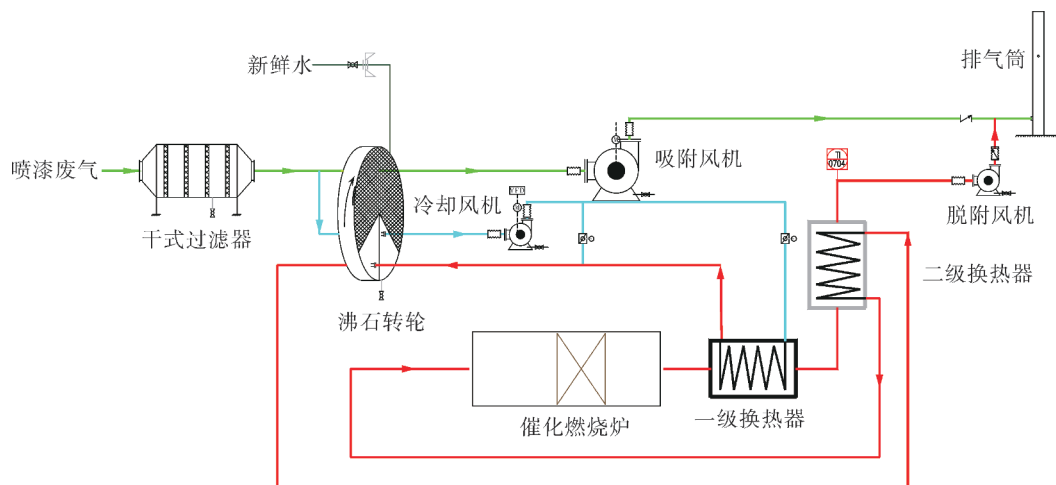 排气筒
新鲜水
吸附风机
喷漆废气
冷却风机
VFD
0704
脱附风机
干式过滤器
二级换热器
沸石转轮
催化燃烧炉
一级换热器